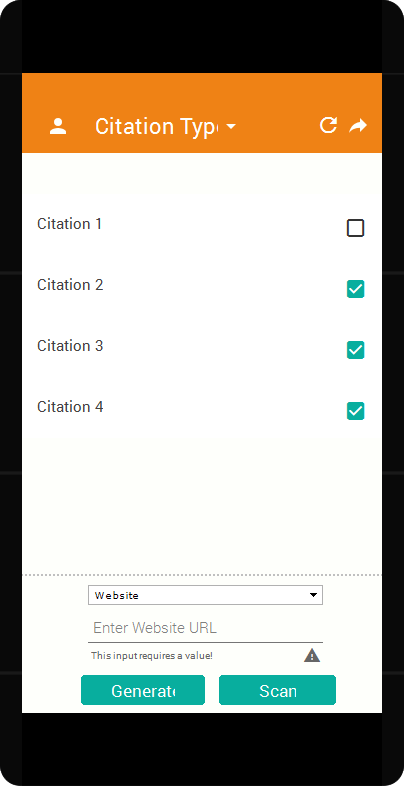 Citation Typ
Citation 1
Citation 2
Citation 3
Citation 4
Website
Enter Website URL
This input requires a value!
Generat
Scan